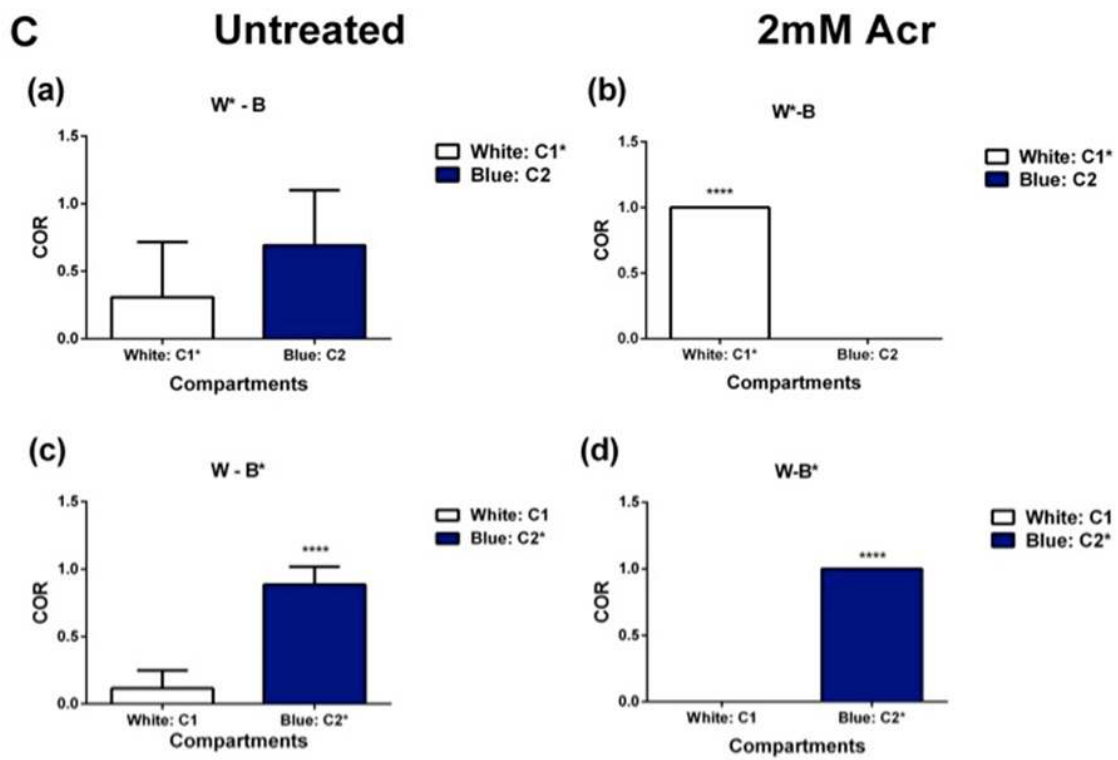 C Untreated 2mM Acr
(a)
W* - B
1.5
1.0
0.5
0.0
COR
White: C1* Blue: C2
Compartments
White: C1*
Blue: C2
(b)
W*-B
1.5
1.0
0.5
0.0
COR
****
White: C1* Blue: C2
Compartments
White: C1*
Blue: C2
(c)
W - B*
1.5
1.0
0.5
0.0
COR
****
White: C1 Blue: C2*
Compartments
White: C1
Blue: C2*
(d)
W-B*
1.5
1.0
0.5
0.0
COR
****
White: C1 Blue: C2*
Compartments
White: C1
Blue: C2*